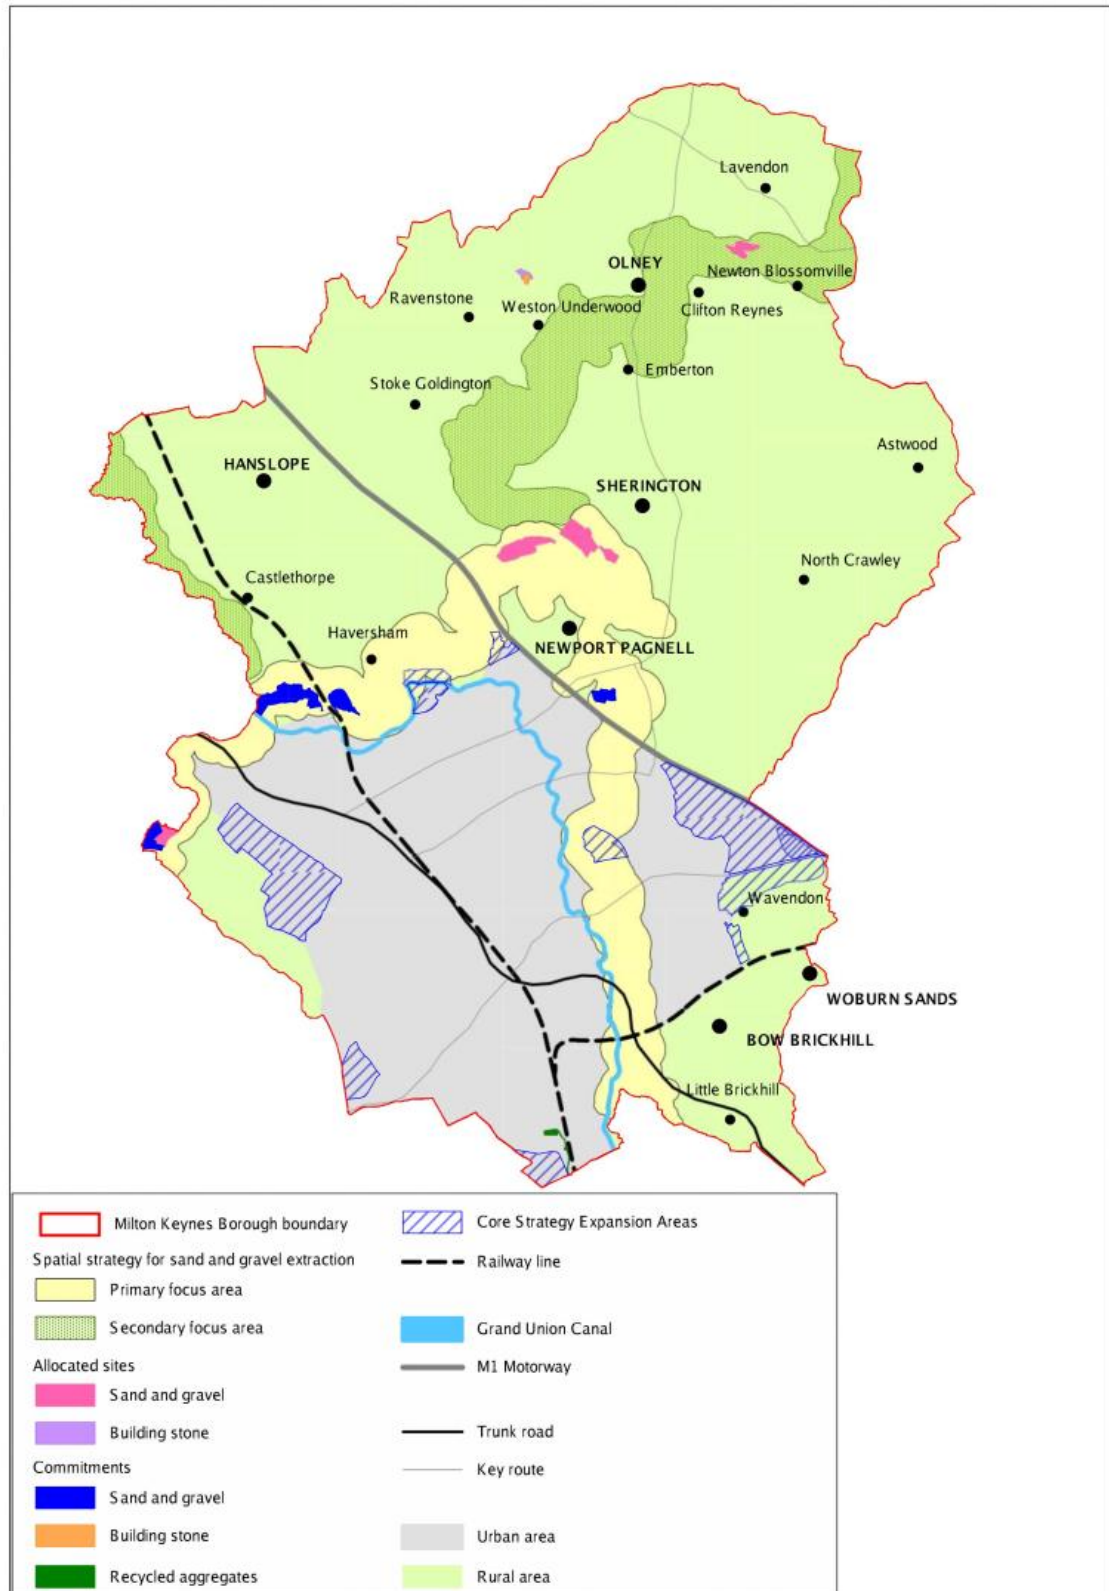 Lavendon
OLNEY
Newton Blossomville
Ravenstone
Weston Underwood
Clifton Reynes
Emberton
Stoke Goldington
Astwood
HANSLOPE
SHERINGTON
North Crawley
Castlethorpe
Haversham
NEWPORT PAGNELL
Wavendon
WOBURN SANDS
BOW BRICKHILL
Little Brickhill
Milton Keynes Borough boundary
Spatial strategy for sand and gravel extraction
Primary focus area
Secondary focus area
Allocated sites
Sand and gravel
Building stone
Commitments
Sand and gravel
Building stone
Recycled aggregates
Core Strategy Expansion Areas
Railway line
Grand Union Canal
M1 Motorway
Trunk road
Key route
Urban area
Rural area